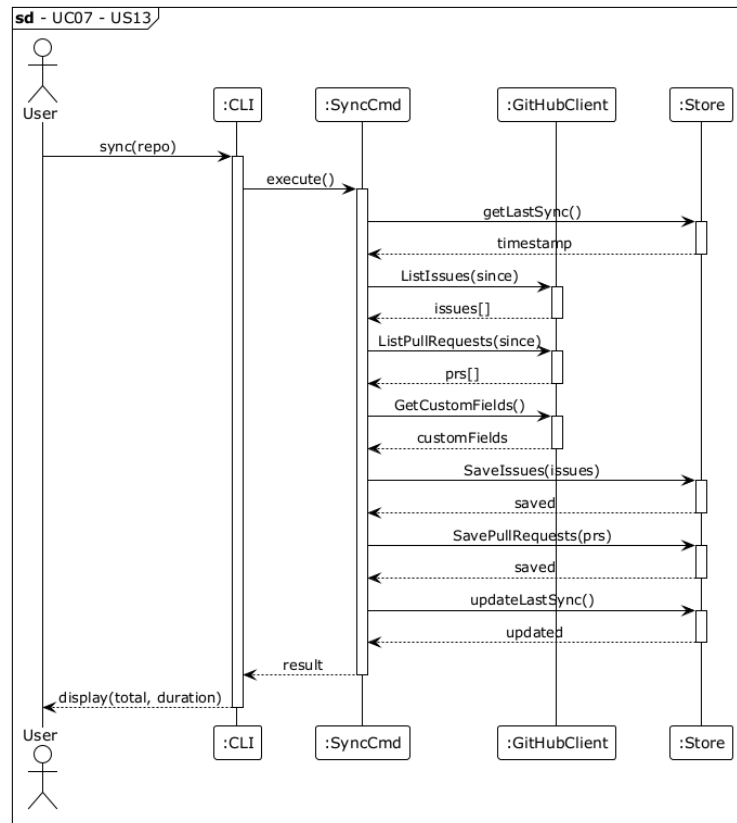 sd - UC07 - US13
User
:CLI
:SyncCmd
:GitHubClient
:Store
sync(repo)
execute()
getLastSync()
timestamp
ListIssues(since)
issues[]
ListPullRequests(since)
prs[]
GetCustomFields()
customFields
SaveIssues(issues)
saved
SavePullRequests(prs)
saved
updateLastSync()
updated
result
display(total, duration)
User
:CLI
:SyncCmd
:GitHubClient
:Store